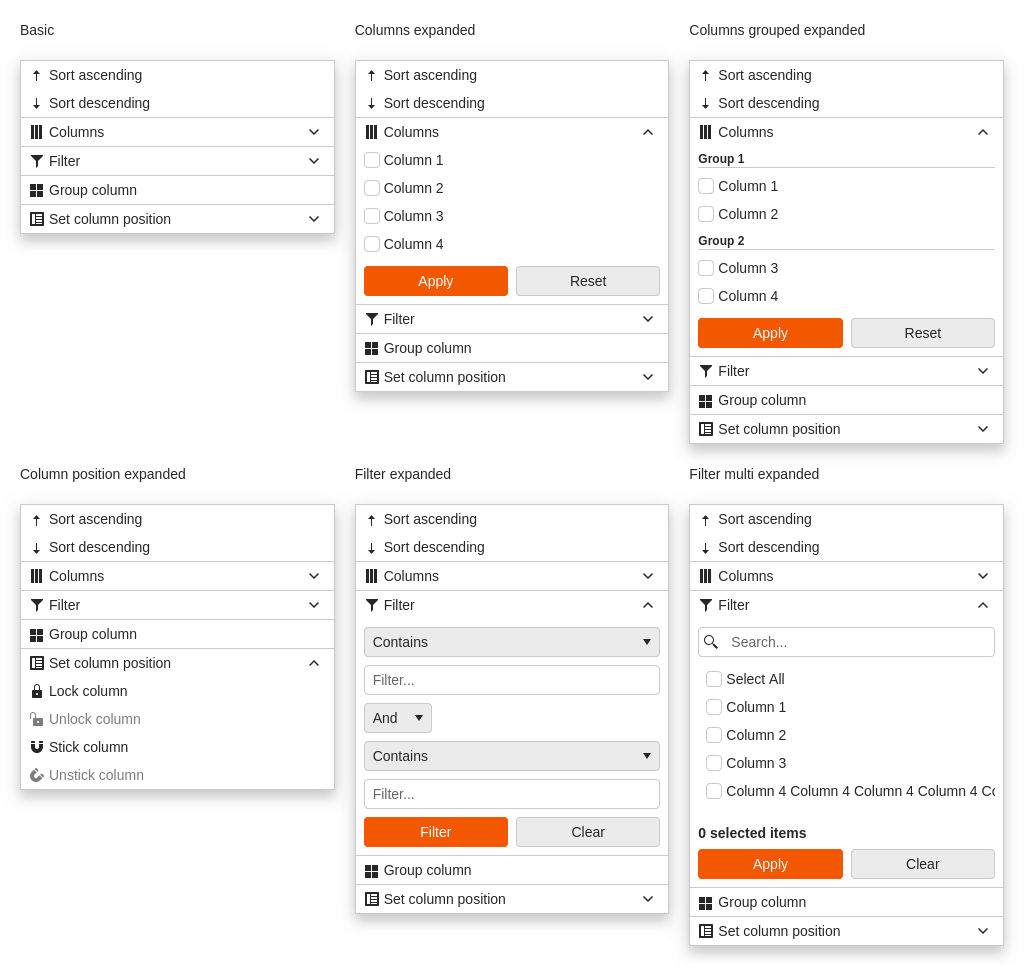 Basic
Sort ascending
Sort descending
Columns
Filter
Group column
Set column position
Columns expanded
Sort ascending
Sort descending
Columns
Column 1
Column 2
Column 3
Column 4
Apply Reset
Filter
Group column
Set column position
Columns grouped expanded
Sort ascending
Sort descending
Columns
Group 1
Column 1
Column 2
Group 2
Column 3
Column 4
Apply Reset
Filter
Group column
Set column position
Column position expanded
Sort ascending
Sort descending
Columns
Filter
Group column
Set column position
Lock column
Unlock column
Stick column
Unstick column
Filter expanded
Sort ascending
Sort descending
Columns
Filter
Contains
Filter...
And
Contains
Filter...
Filter Clear
Group column
Set column position
Filter multi expanded
Sort ascending
Sort descending
Columns
Filter
Search...
Select All
Column 1
Column 2
Column 3
Column 4 Column 4 Column 4 Column 4
0 selected items
Apply Clear
Group column
Set column position